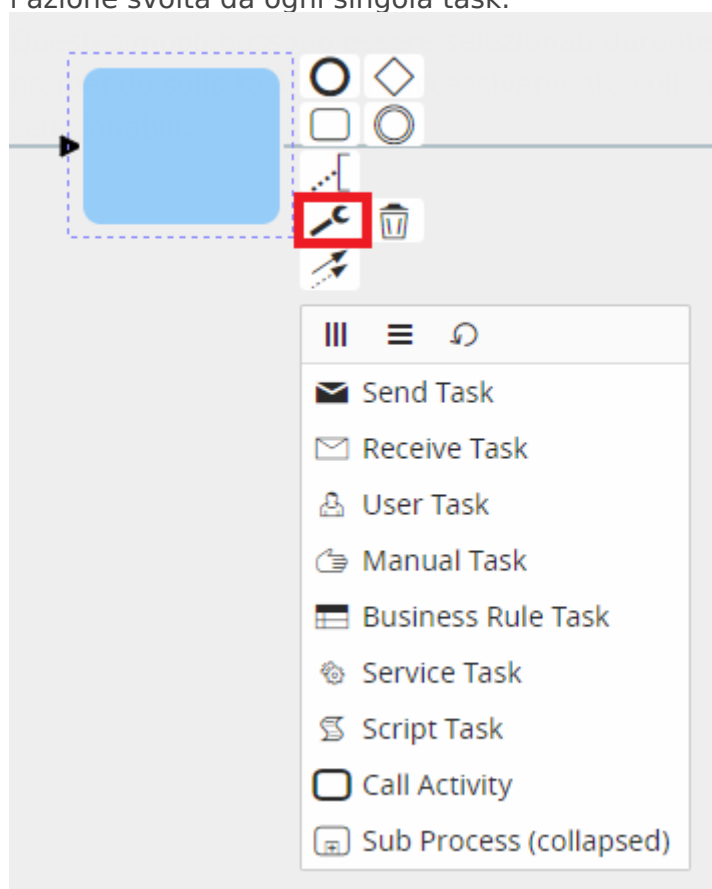 l'azione svolta da ogni singola task.
Send Task
Receive Task
User Task
Manual Task
Business Rule Task
Service Task
Script Task
Call Activity
Sub Process (collapsed)